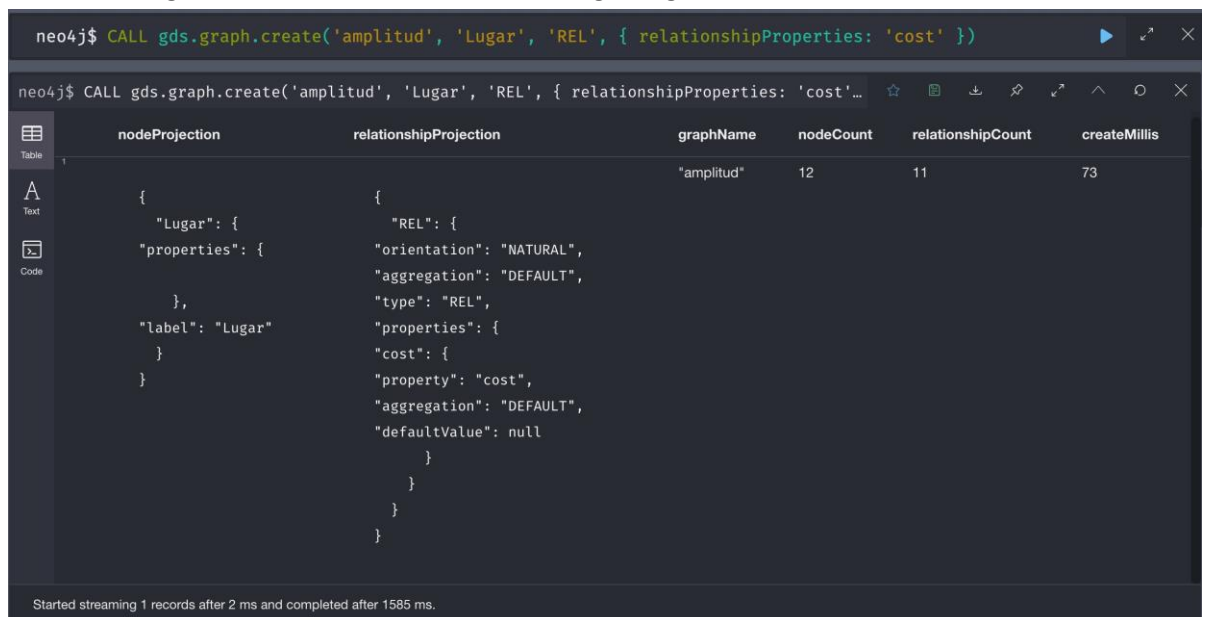 neo4j$ CALL gds.graph.create('amplitud', 'Lugar', 'REL', { relationshipProperties: 'cost' })
neo4j$ CALL gds.graph.create('amplitud', 'Lugar', 'REL', { relationshipProperties: 'cost'…
Table
Text
Code
nodeProjection relationshipProjection graphName nodeCount relationshipCount createMillis
1 "amplitud" 12 11 73
{ {
"Lugar": { "REL": {
"properties": { "orientation": "NATURAL",
"aggregation": "DEFAULT",
}, "type": "REL",
"label": "Lugar" "properties": {
} "cost": {
} "property": "cost",
"aggregation": "DEFAULT",
"defaultValue": null
}
}
}
}
Started streaming 1 records after 2 ms and completed after 1585 ms.